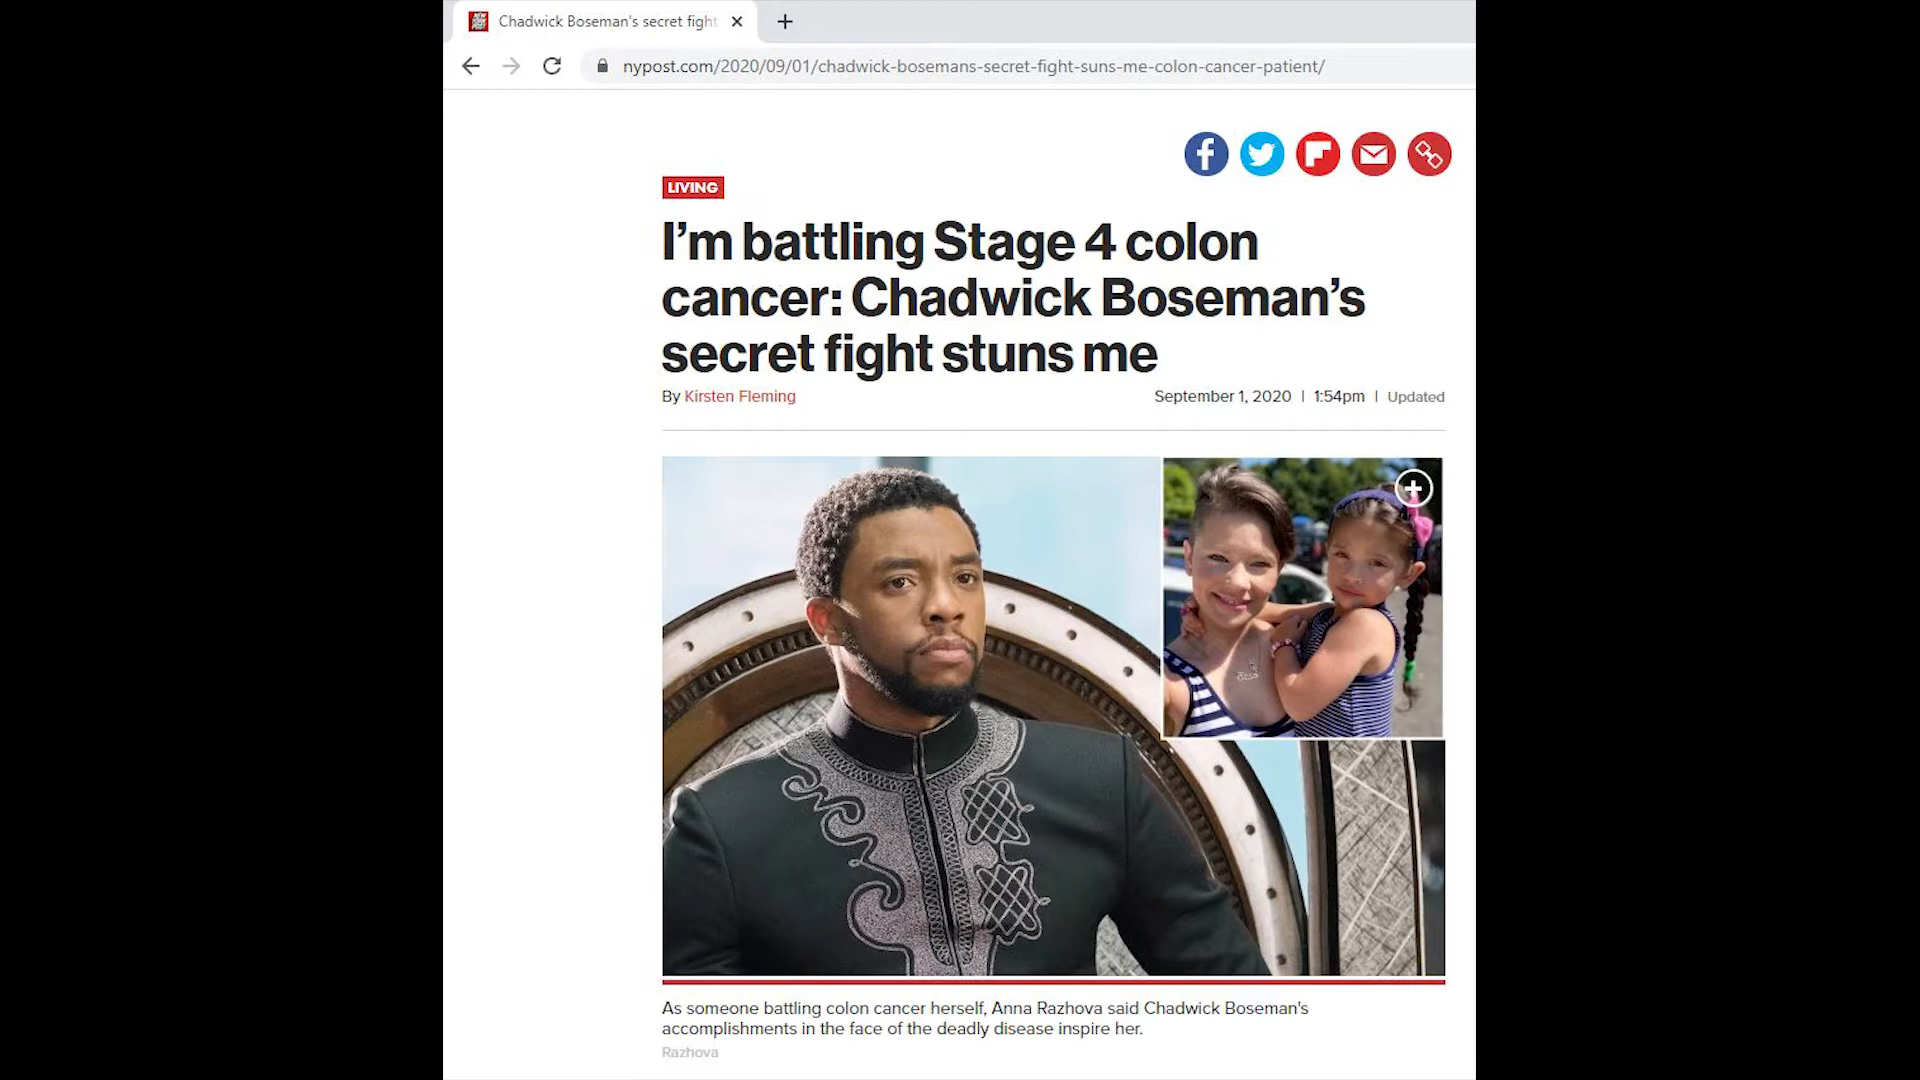 Chadwick Boseman's secret fight
nypost.com/2020/09/01/chadwick-bosemans-secret-fight-suns-me-colon-cancer-patient/
LIVING
I’m battling Stage 4 colon
cancer: Chadwick Boseman’s
secret fight stuns me
By Kirsten Fleming
September 1, 2020 | 1:54pm | Updated
As someone battling colon cancer herself, Anna Razhova said Chadwick Boseman's
accomplishments in the face of the deadly disease inspire her.
Razhova